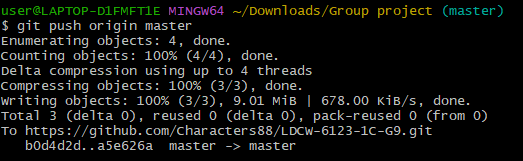 user@LAPTOP-D1FMFT1E MINGW64 ~/Downloads/Group project (master)
$ git push origin master
Enumerating objects: 4, done.
Counting objects: 100% (4/4), done.
Delta compression using up to 4 threads
Compressing objects: 100% (3/3), done.
Writing objects: 100% (3/3), 9.01 MiB | 678.00 KiB/s, done.
Total 3 (delta 0), reused 0 (delta 0), pack-reused 0 (from 0)
To https://github.com/Characters88/LDCW-6123-1C-G9.git
   b0d4d2d..a5e626a  master -> master